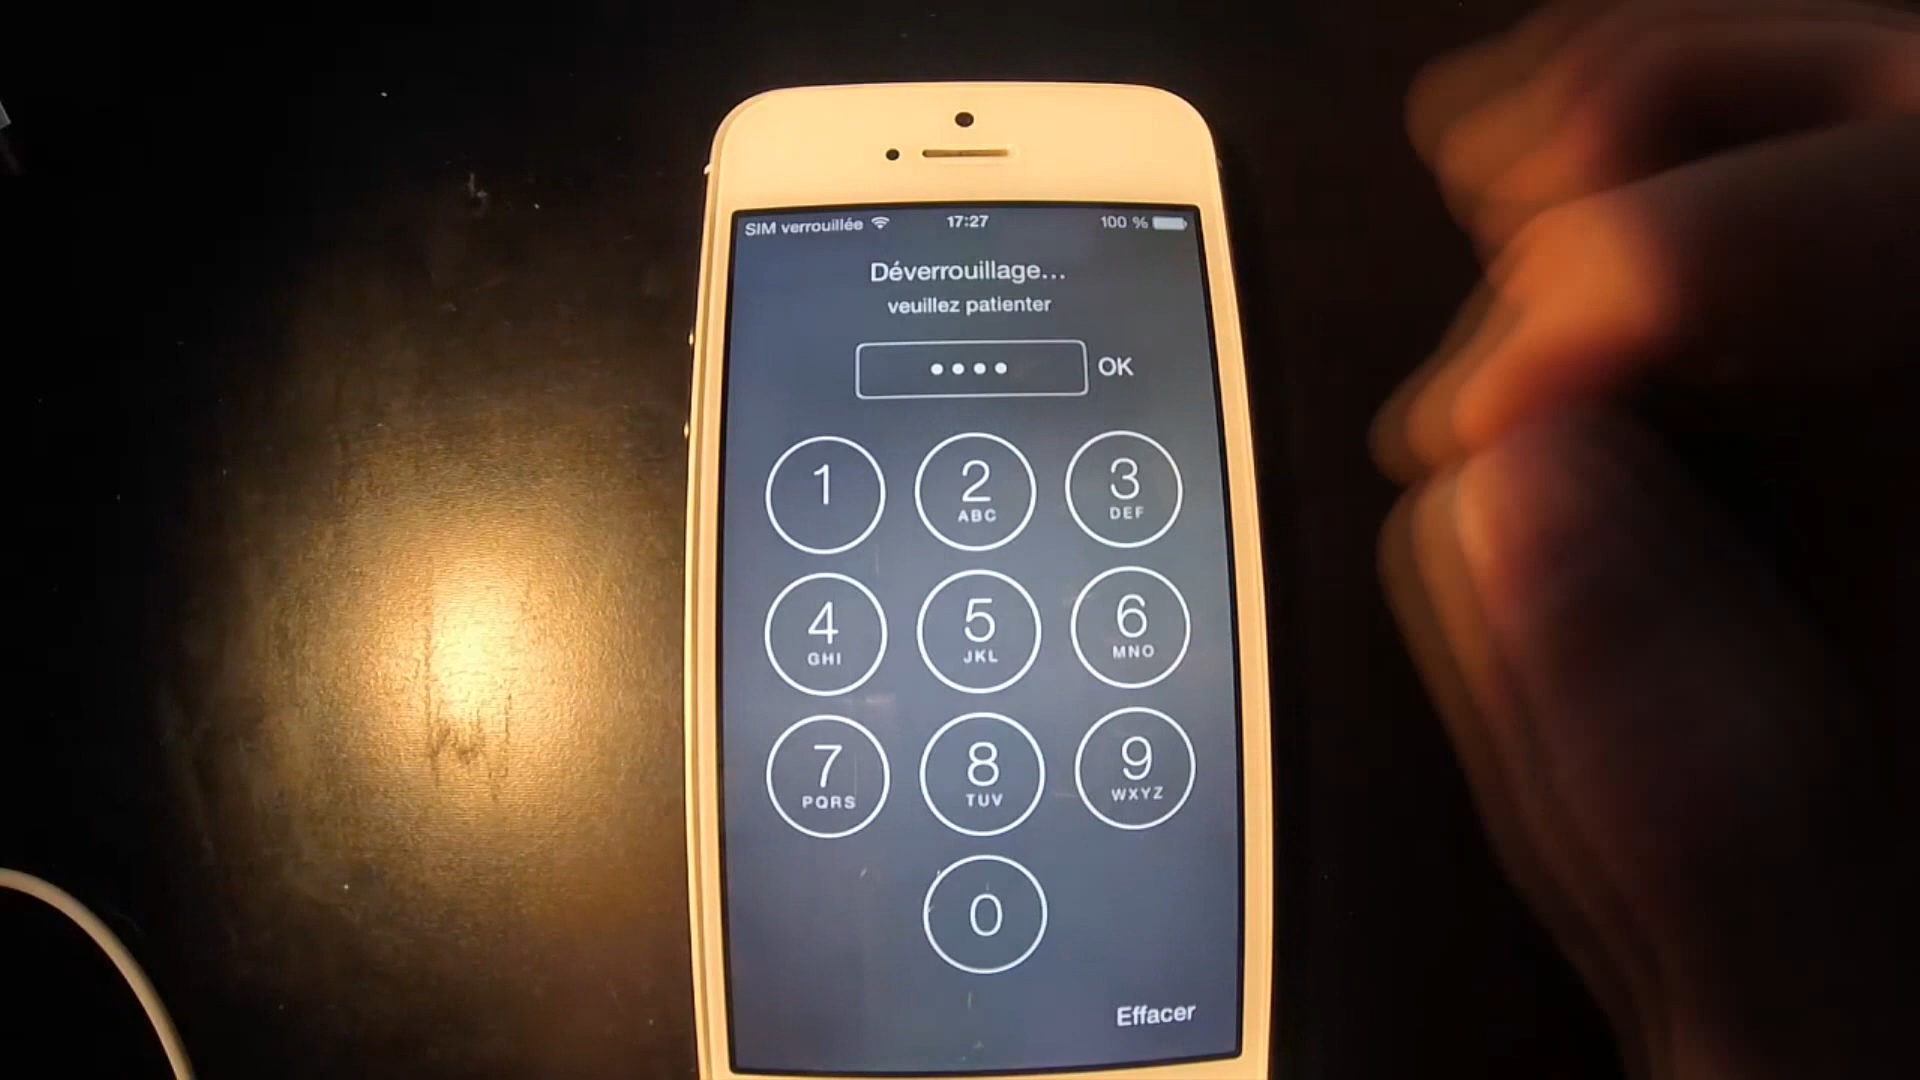 SIM verrouillée 17:27 100 %
Déverrouillage...
veuillez patienter
•••• OK
1 2 3
ABC DEF
4 5 6
GHI JKL MNO
7 8 9
PQRS TUV WXYZ
0
Effacer